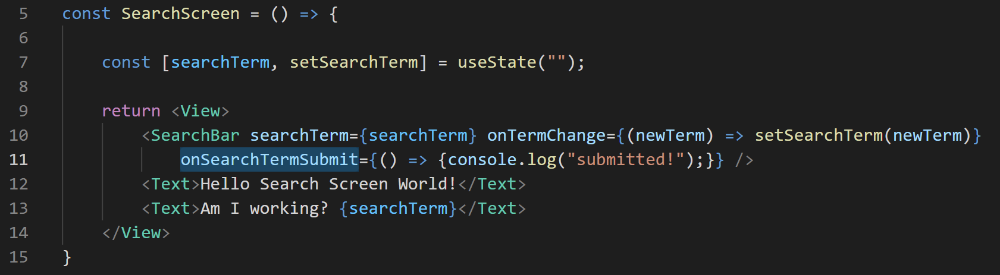 5 const SearchScreen = () => {
6
7 const [searchTerm, setSearchTerm] = useState("");
8
9 return <View>
10 <SearchBar searchTerm={searchTerm} onTermChange={(newTerm) => setSearchTerm(newTerm)}
11 onSearchTermSubmit={() => {console.log("submitted!");}} />
12 <Text>Hello Search Screen World!</Text>
13 <Text>Am I working? {searchTerm}</Text>
14 </View>
15 }